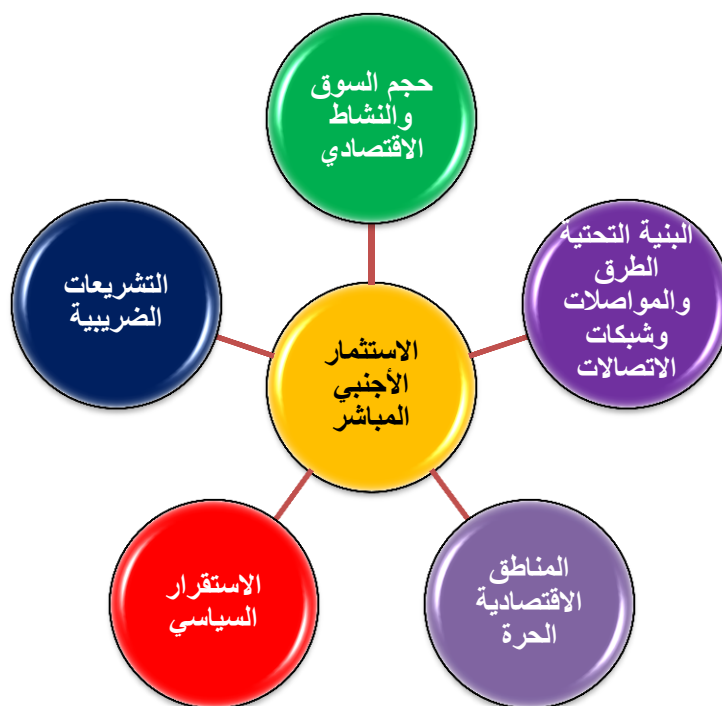 حجم السوق
والنشاط
الاقتصادي
البنية التحتية
الطرق
والمواصلات
وشبكات
الاتصالات
التشريعات
الضريبية
الاستثمار
الأجنبي
المباشر
المناطق
الاقتصادية
الحرة
الاستقرار
السياسي